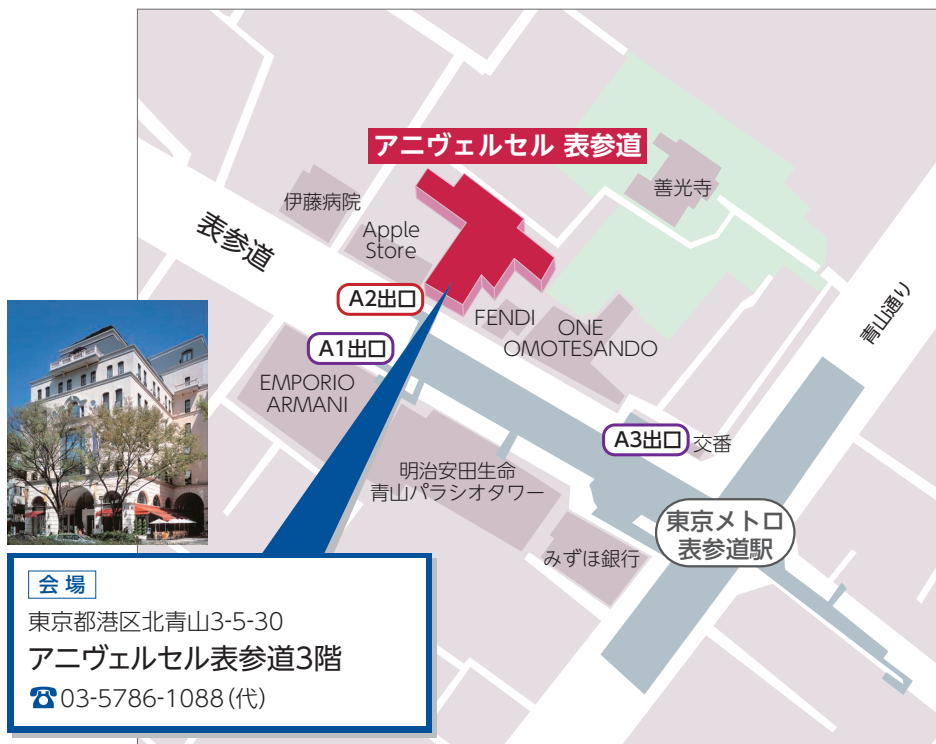 アニヴェルセル 表参道
善光寺
伊藤病院
表参道
Apple
Store
A2出口
青山通り
FENDI
ONE
OMOTESANDO
A1出口
EMPORIO
ARMANI
A3出口
交番
明治安田生命
青山パラシオタワー
東京メトロ
表参道駅
みずほ銀行
会場
東京都港区北青山3-5-30
アニヴェルセル表参道3階
☎03-5786-1088(代)